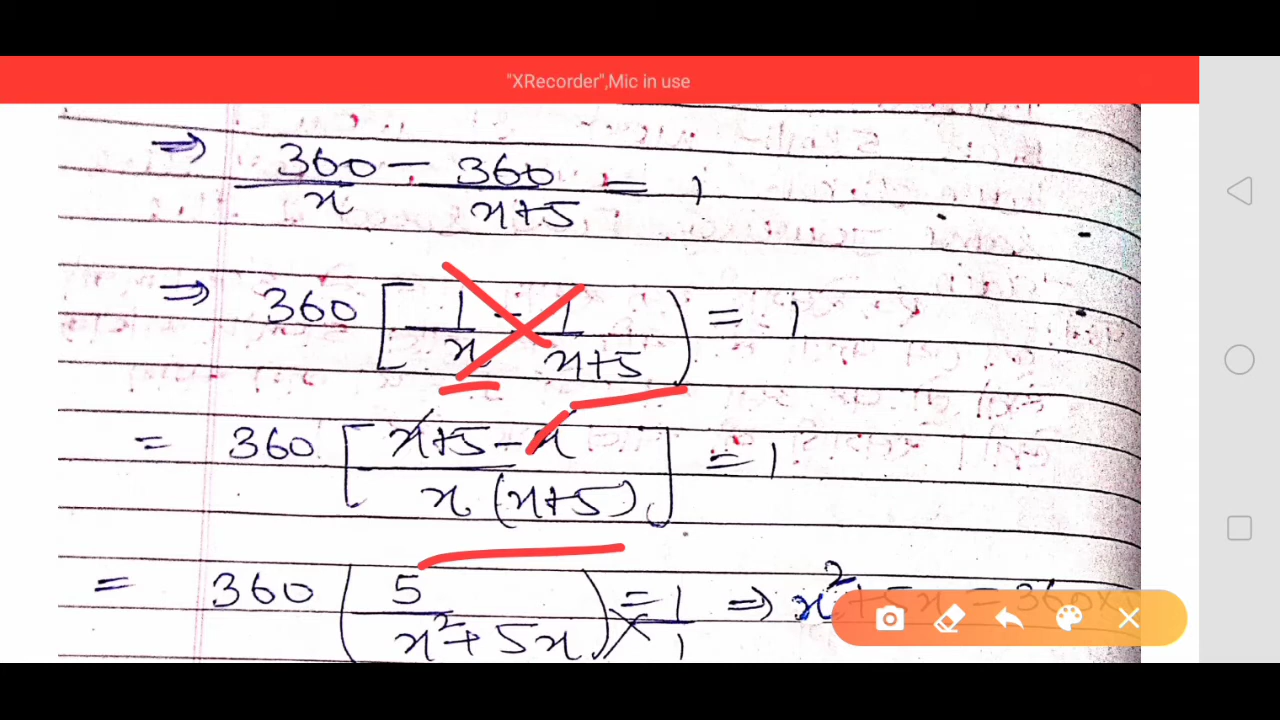 "XRecorder",Mic in use
⇒ 360/x − 360/x+5 = 1
⇒ 360 [1/x − 1/x+5) = 1
= 360 [x+5−x / x(x+5)] = 1
= 360 (5 / x²+5x) = 1/1 ⇒ x²+5x = 360×